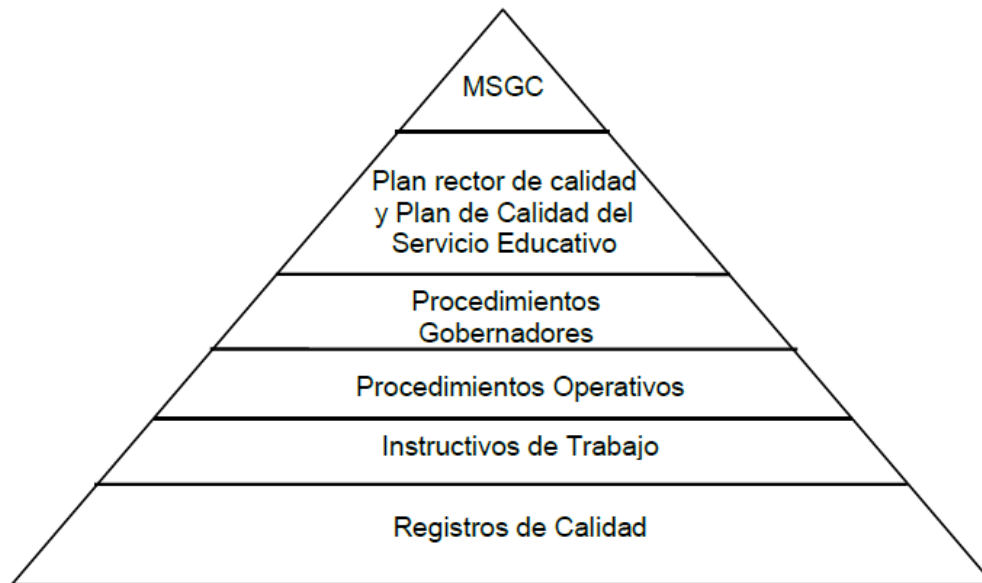 MSGC
Plan rector de calidad
y Plan de Calidad del
Servicio Educativo
Procedimientos
Gobernadores
Procedimientos Operativos
Instructivos de Trabajo
Registros de Calidad